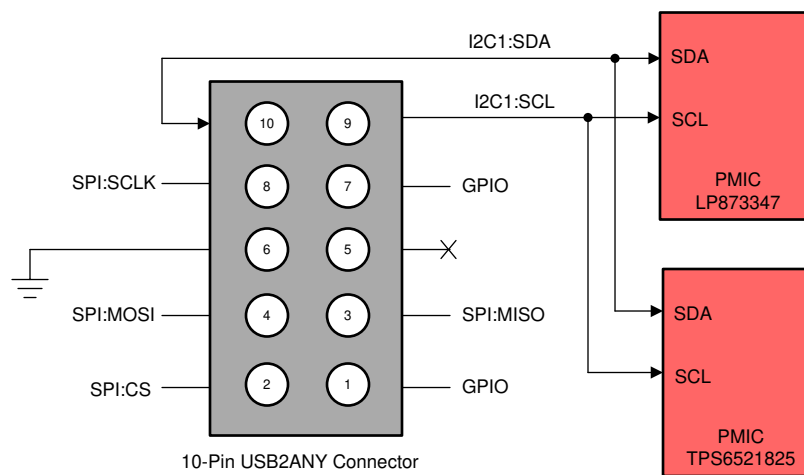 I2C1:SDA
SDA
I2C1:SCL
SCL
10
9
PMIC
LP873347
SPI:SCLK
8
7
GPIO
6
5
SPI:MOSI
4
3
SPI:MISO
SDA
SCL
SPI:CS
2
1
GPIO
PMIC
TPS6521825
10-Pin USB2ANY Connector